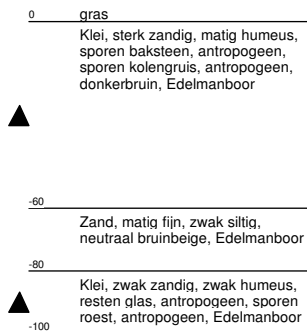 0 gras
Klei, sterk zandig, matig humeus,
sporen baksteen, antropogeen,
sporen kolengruis, antropogeen,
donkerbruin, Edelmanboor
-60
Zand, matig fijn, zwak siltig,
neutraal bruinbeige, Edelmanboor
-80
Klei, zwak zandig, zwak humeus,
resten glas, antropogeen, sporen
roest, antropogeen, Edelmanboor
-100